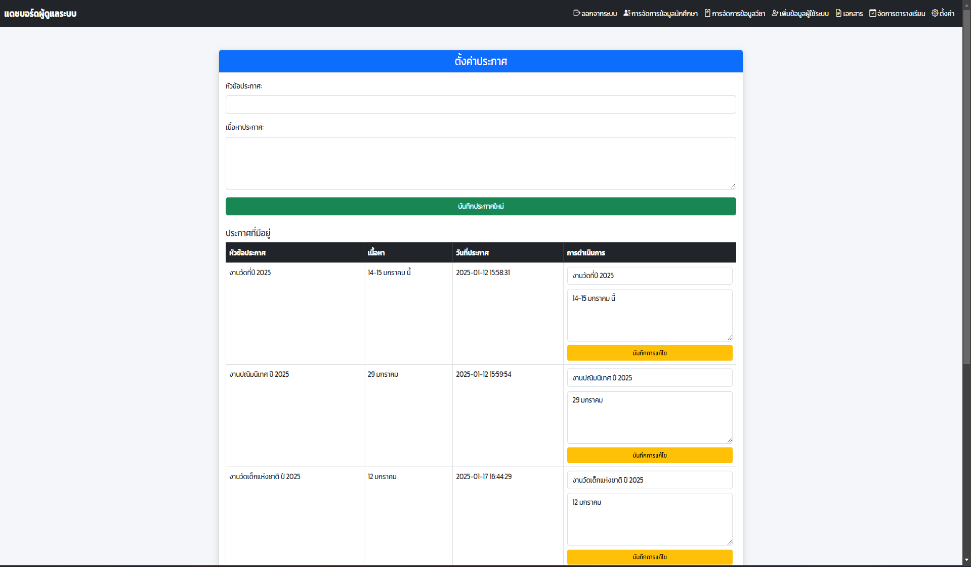 แดชบอร์ดผู้ดูแลระบบ
ออกจากระบบ การจัดการข้อมูลนักศึกษา การจัดการข้อมูลวิชา เพิ่มข้อมูลผู้ใช้ระบบ เอกสาร จัดการตารางเรียน ตั้งค่า
ตั้งค่าประกาศ
หัวข้อประกาศ:
เนื้อหาประกาศ:
บันทึกประกาศใหม่
ประกาศที่มีอยู่
หัวข้อประกาศ เนื้อหา วันที่ประกาศ การดำเนินการ
งานวัดที่ปี 2025 14-15 มกราคม นี้ 2025-01-12 15:58:31 งานวัดที่ปี 2025
14-15 มกราคม นี้
บันทึกการแก้ไข
งานปณิมนิเทศ ปี 2025 29 มกราคม 2025-01-12 15:59:54 งานปณิมนิเทศ ปี 2025
29 มกราคม
บันทึกการแก้ไข
งานวัดเด็กแห่งชาติ ปี 2025 12 มกราคม 2025-01-17 16:44:29 งานวัดเด็กแห่งชาติ ปี 2025
12 มกราคม
บันทึกการแก้ไข